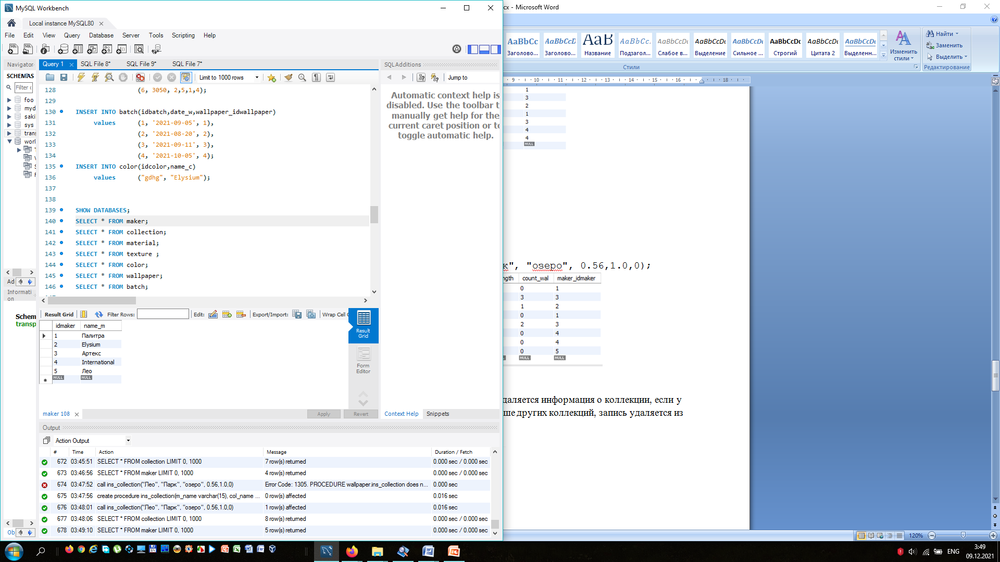 MySQL Workbench
Local instance MySQL80
File Edit View Query Database Server Tools Scripting Help
Navigator
SCHEMAS
foo
myd
saki
sys
trans
worl
Ad
Informati
on
Schem
transp
Query 1
SQL File 8*
SQL File 9*
SQL File 7*
Limit to 1000 rows
128 (6, 3050, 2,5,1,4);
129
130 INSERT INTO batch(idbatch,date_w,wallpaper_idwallpaper)
131 values (1, '2021-09-05', 1),
132 (2, '2021-08-20', 2),
133 (3, '2021-09-11', 3),
134 (4, '2021-10-05', 4);
135 INSERT INTO color(idcolor,name_c)
136 values ("gdhg", "Elysium");
137
138
139 SHOW DATABASES;
140 SELECT * FROM maker;
141 SELECT * FROM collection;
142 SELECT * FROM material;
143 SELECT * FROM texture ;
144 SELECT * FROM color;
145 SELECT * FROM wallpaper;
146 SELECT * FROM batch;
Result Grid Filter Rows: Edit: Export/Import: Wrap Cell
idmaker name_m
1 Палитра
2 Elysium
3 Артекс
4 International
5 Лео
NULL NULL
Result
Grid
Form
Editor
maker 108
Apply Revert
SQLAdditions
Jump to
Automatic context help is
disabled. Use the toolbar t
manually get help for the
current caret position or to
toggle automatic help.
Context Help Snippets
Output
Action Output
# Time Action Message Duration / Fetch
672 03:45:51 SELECT * FROM collection LIMIT 0, 1000 7 row(s) returned 0.000 sec / 0.000 sec
673 03:46:56 SELECT * FROM maker LIMIT 0, 1000 4 row(s) returned 0.000 sec / 0.000 sec
674 03:47:52 call ins_collection("Лео", "Парк", "озеро", 0.56,1.0,0) Error Code: 1305. PROCEDURE wallpaper.ins_collection does n... 0.000 sec
675 03:47:56 create procedure ins_collection(m_name varchar(15), col_name ... 0 row(s) affected 0.016 sec
676 03:48:01 call ins_collection("Лео", "Парк", "озеро", 0.56,1.0,0) 1 row(s) affected 0.016 sec
677 03:48:06 SELECT * FROM collection LIMIT 0, 1000 8 row(s) returned 0.000 sec / 0.000 sec
678 03:49:10 SELECT * FROM maker LIMIT 0, 1000 5 row(s) returned 0.000 sec / 0.000 sec
cx - Microsoft Word
AaBbCc AaBbCcD AaB AaBbCc. AaBbCcDc AaBbCcDc AaBbCcDc AaBbCcDc AaBbCcDc AaBbCcDc
Заголово... Заголово... Название Подзагол... Слабое в... Выделение Сильное ... Строгий Цитата 2 Выделенн...
Изменить
стили
Найти
Заменить
Выделить
Стили
Редактирование
9 10 11 12 13 14 15 16 18
1
3
2
1
3
4
4
NULL
к", "озеро", 0.56,1.0,0);
ngth count_wal maker_idmaker
0 1
3 3
1 2
0 1
2 3
0 4
0 4
0 5
NULL NULL
даляется информация о коллекции, если у
ше других коллекций, запись удаляется из
120%
ENG
3:49
09.12.2021